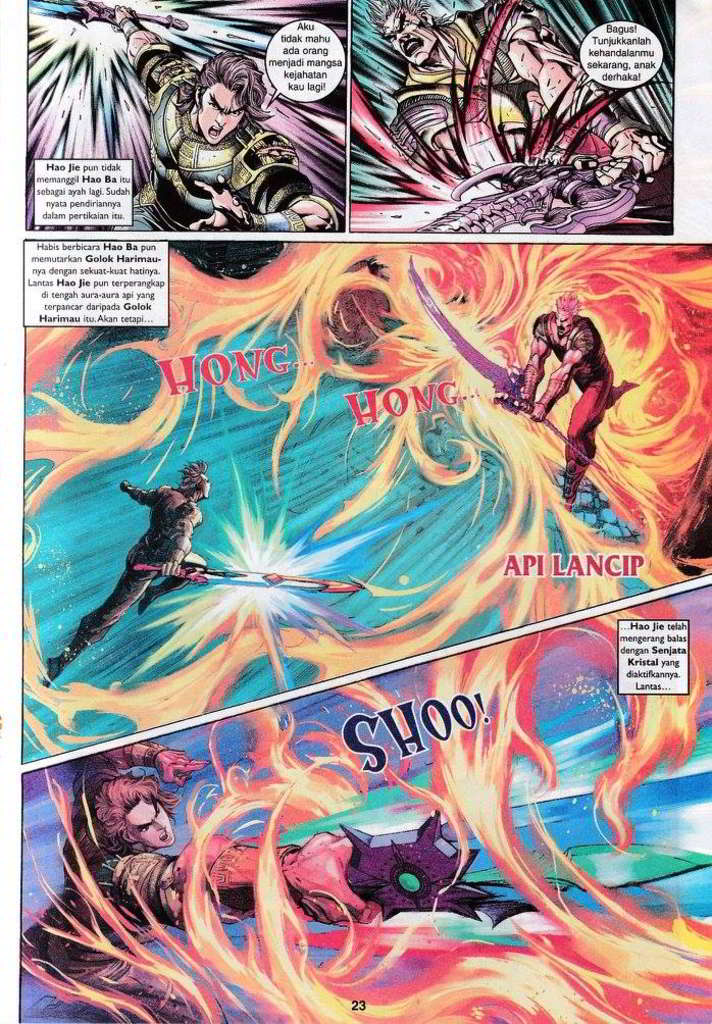 Aku
tidak mahu
ada orang
menjadi mangsa
kejahatan
kau lagi!
Hao Jie pun tidak
memanggil Hao Ba itu
sebagai ayah lagi. Sudah
nyata pendiriannya
dalam pertikaian itu.
Bagus!
Tunjukkanlah
kehandalanmu
sekarang, anak
derhaka!
Habis berbicara Hao Ba pun
memutarkan Golok Harimau-
nya dengan sekuat-kuat hatinya.
Lantas Hao Jie pun terperangkap
di tengah aura-aura api yang
terpancar daripada Golok
Harimau itu. Akan tetapi...
HONG...
HONG...
API LANCIP
...Hao Jie telah
mengerang balas
dengan Senjata
Kristal yang
diaktifkannya.
Lantas...
SHOO!
23